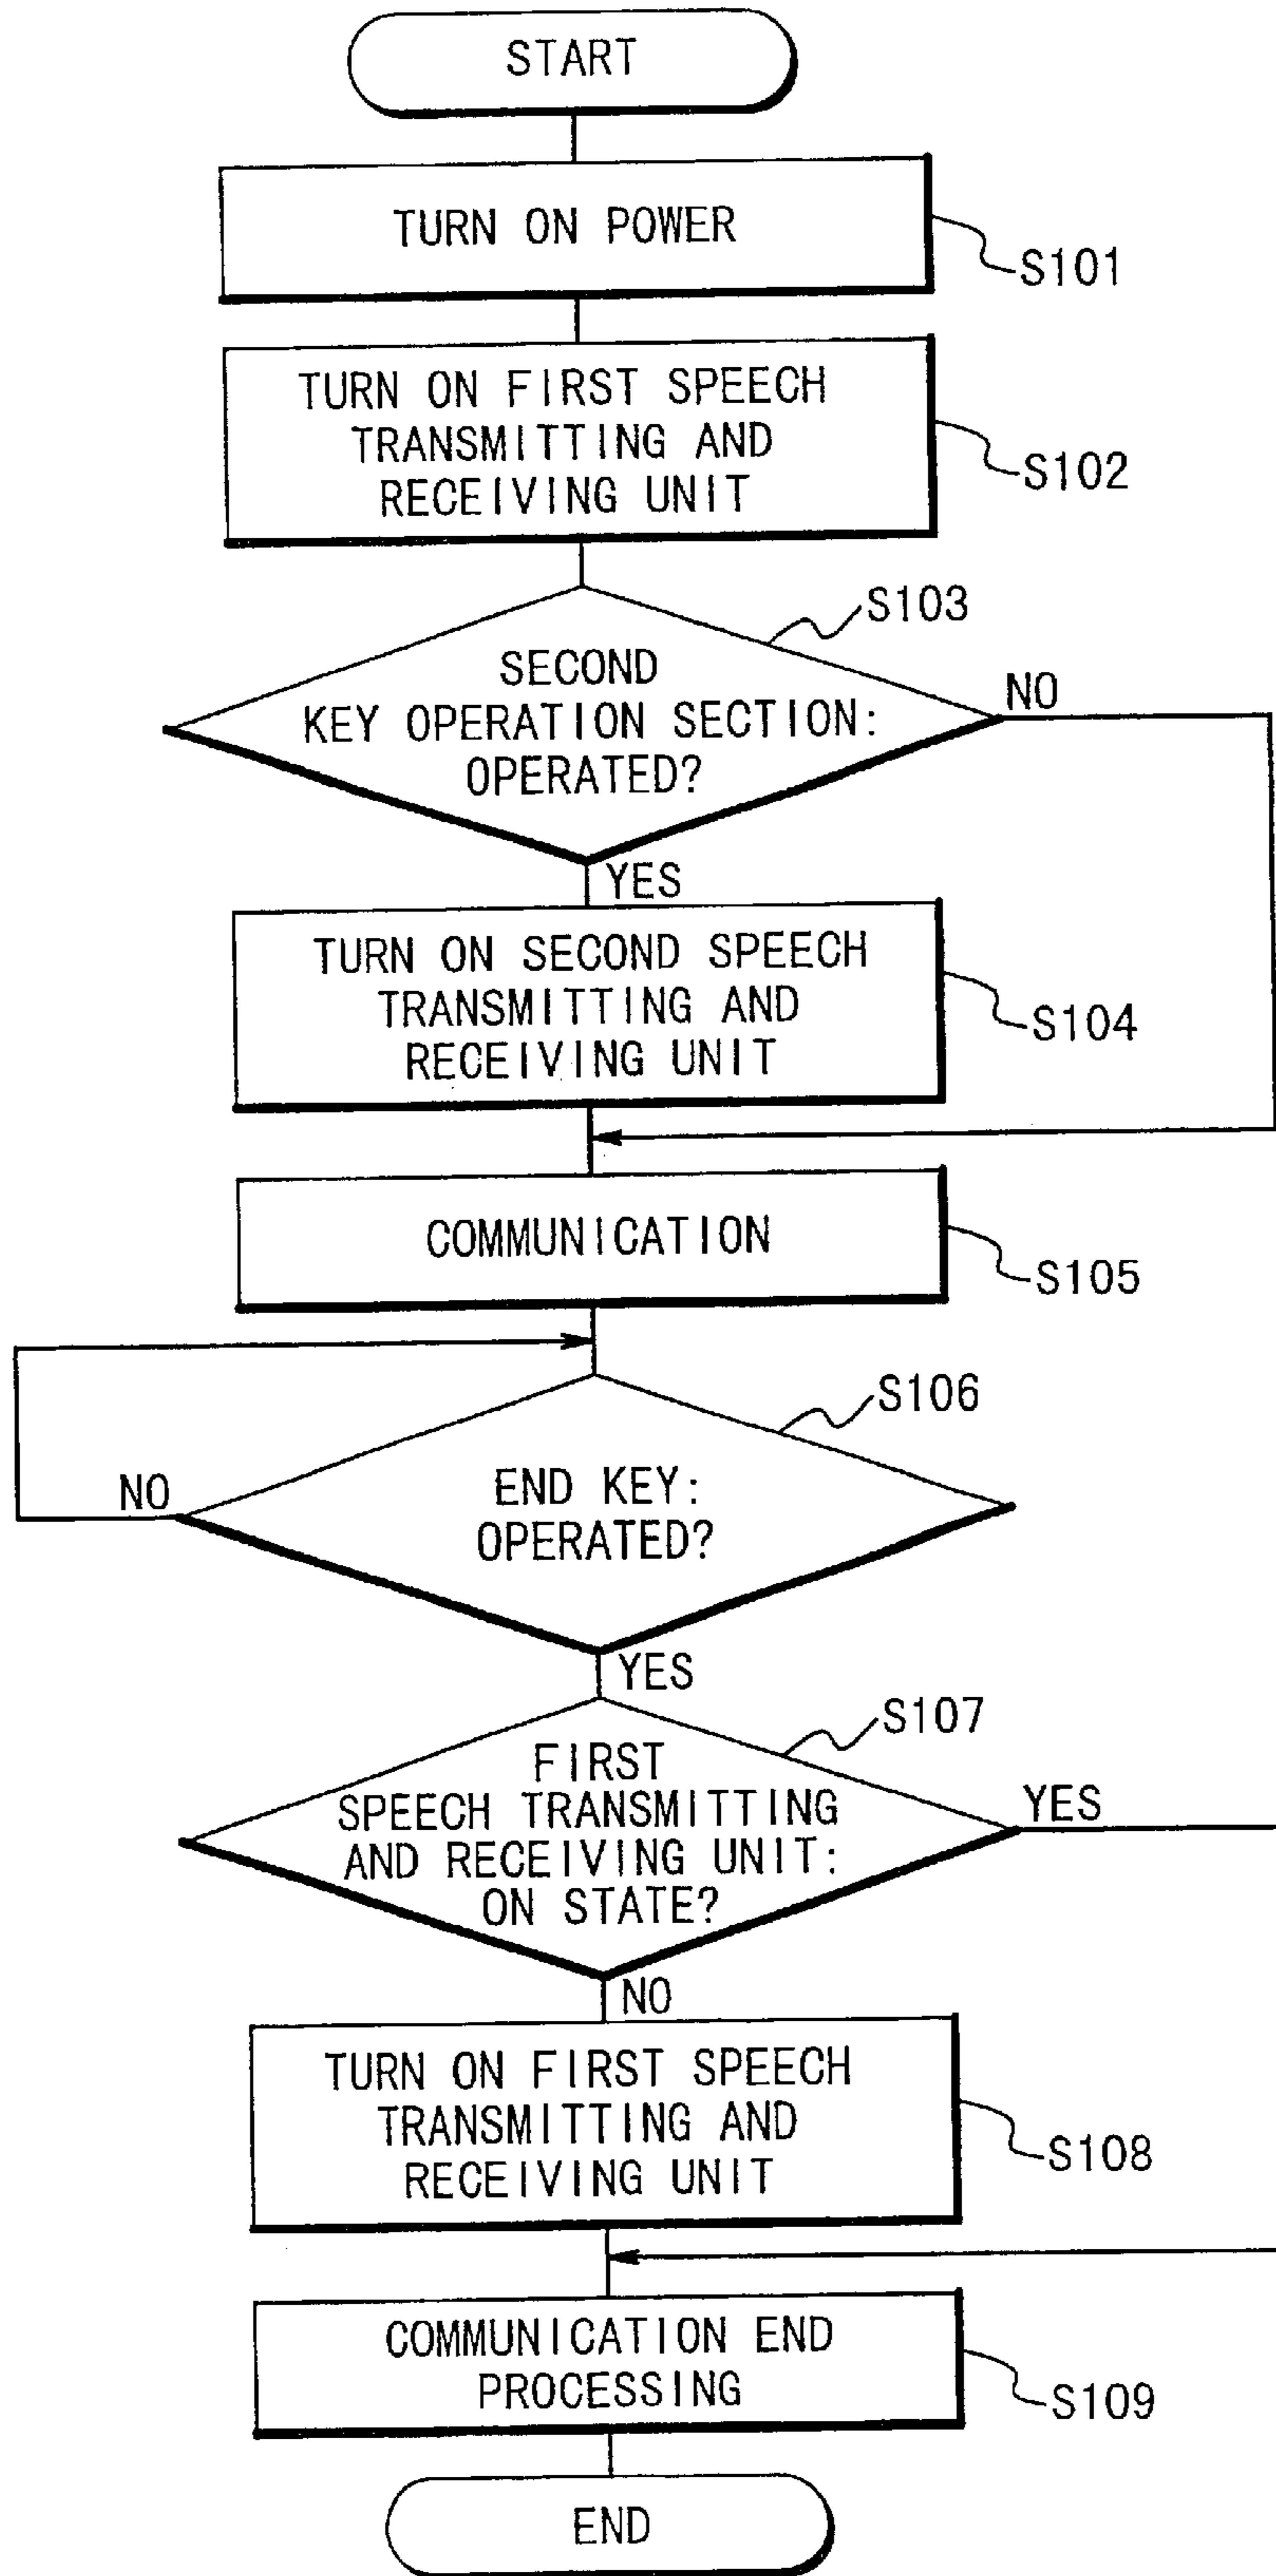 START
TURN ON POWER
S101
TURN ON FIRST SPEECH
TRANSMITTING AND
RECEIVING UNIT
S102
S103
SECOND
KEY OPERATION SECTION:
OPERATED?
NO
YES
TURN ON SECOND SPEECH
TRANSMITTING AND
RECEIVING UNIT
S104
COMMUNICATION
S105
S106
END KEY:
OPERATED?
NO
YES
S107
FIRST
SPEECH TRANSMITTING
AND RECEIVING UNIT:
ON STATE?
YES
NO
TURN ON FIRST SPEECH
TRANSMITTING AND
RECEIVING UNIT
S108
COMMUNICATION END
PROCESSING
S109
END